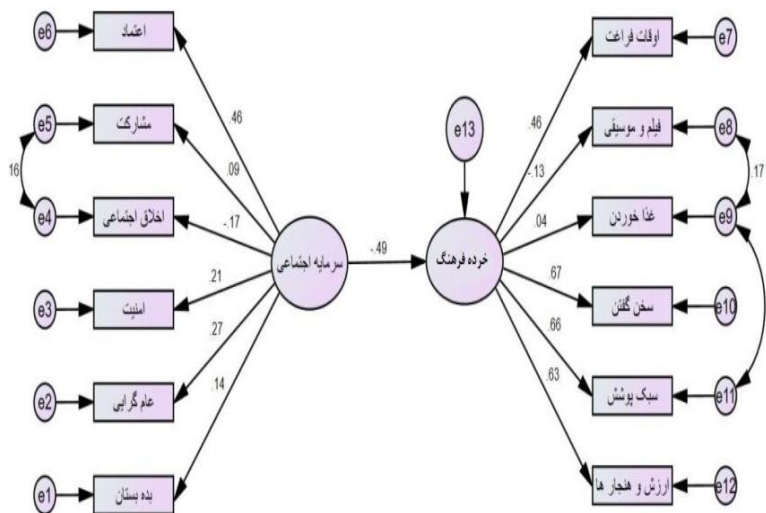 e6
اعتماد
.46
e5
مشارکت
.09
16
e4
اخلاق اجتماعی
-.17
e3
امنیت
.21
e2
عام گرایی
.27
e1
بده بستان
.14
سرمایه اجتماعی
-.49
e13
خرده فرهنگ
.46
اوقات فراغت
e7
-.13
فیلم و موسیقی
e8
.17
.04
غذا خوردن
e9
.67
سخن گفتن
e10
.66
سبک پوشش
e11
.63
ارزش و هنجار ها
e12